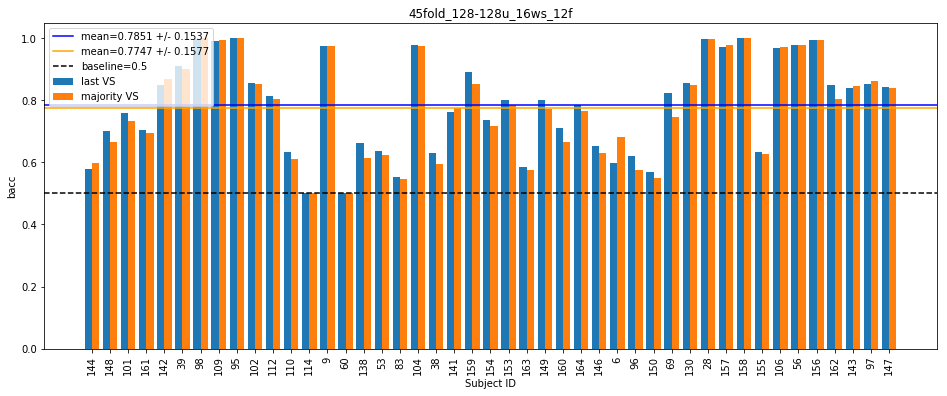 45fold_128-128u_16ws_12f
mean=0.7851 +/- 0.1537
mean=0.7747 +/- 0.1577
baseline=0.5
last VS
majority VS
bacc
1.0
0.8
0.6
0.4
0.2
0.0
144 148 101 161 142 39 98 109 95 102 112 110 114 9 60 138 53 83 104 38 141 159 154 153 163 149 160 164 146 6 96 150 69 130 28 157 158 155 106 56 156 162 143 97 147
Subject ID